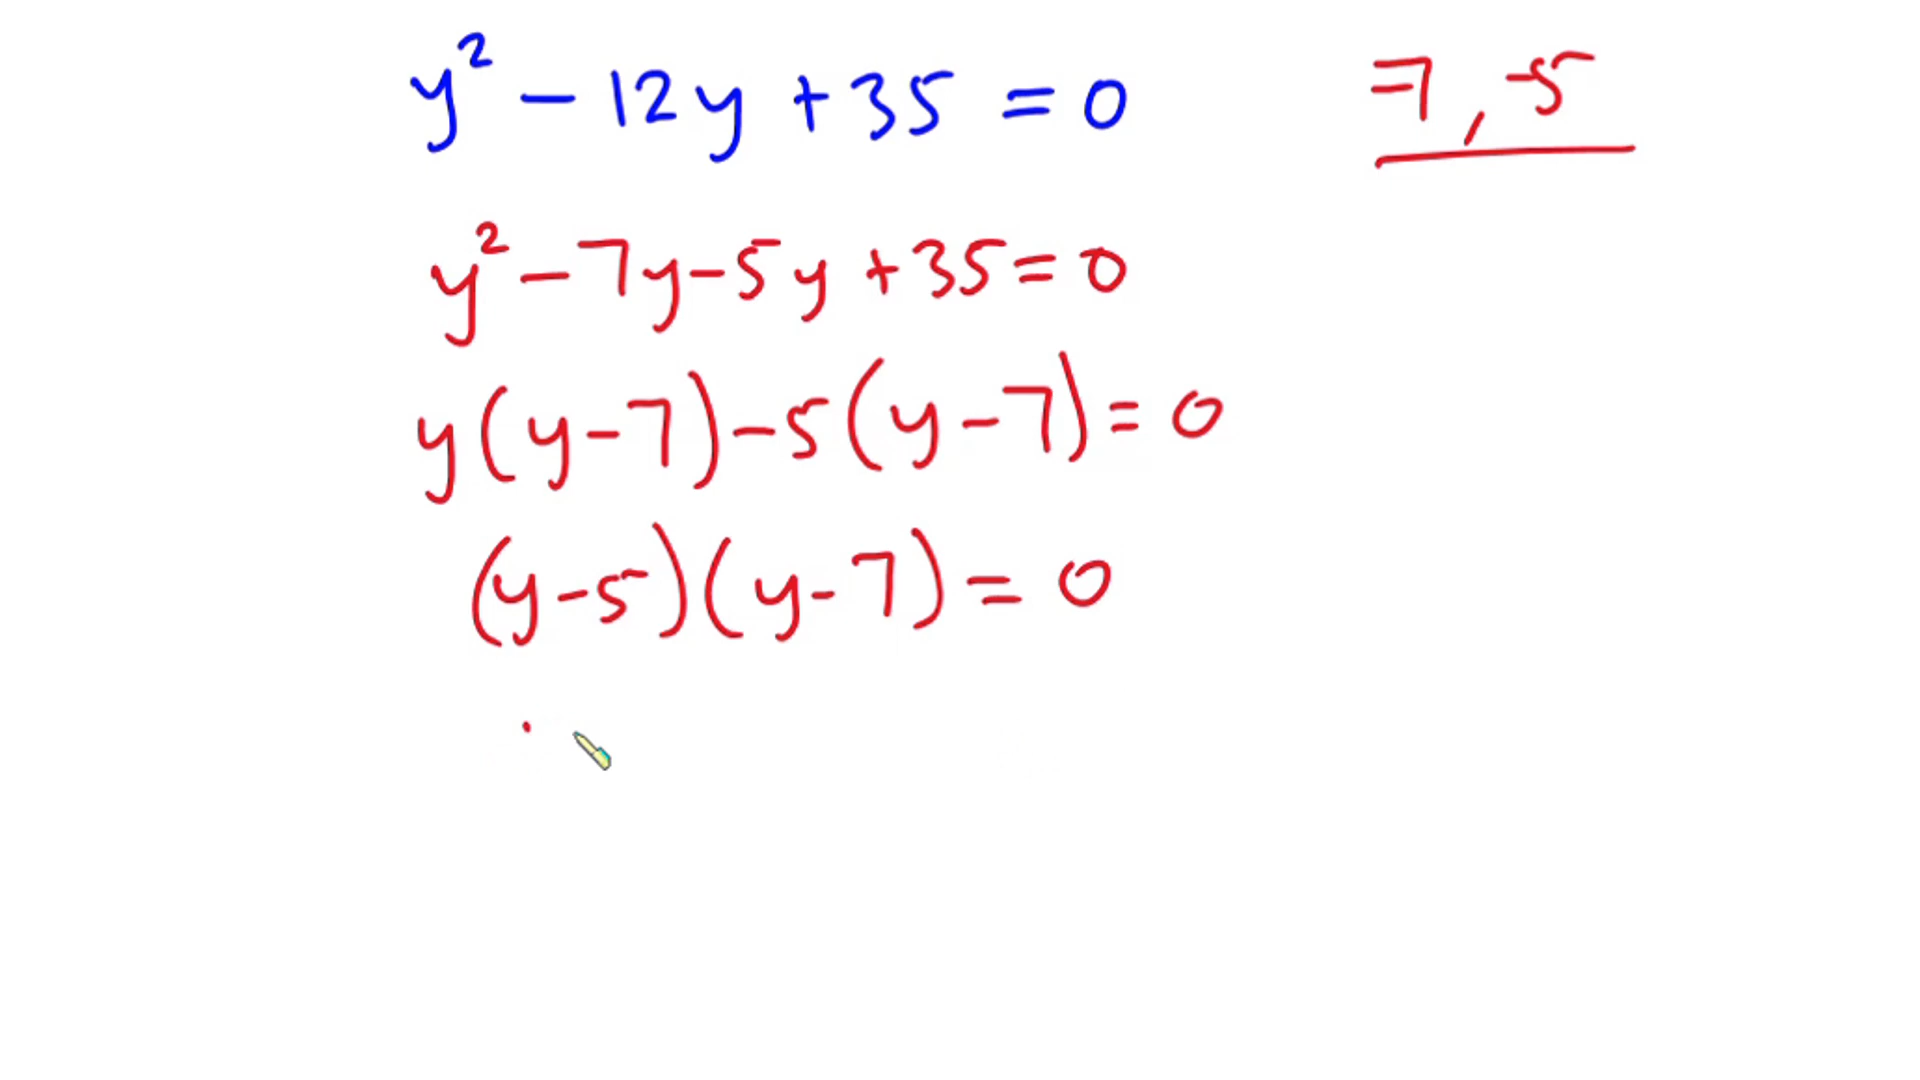 y² - 12y + 35 = 0
-7, -5
y² - 7y - 5y + 35 = 0
y(y - 7) - 5(y - 7) = 0
(y - 5)(y - 7) = 0